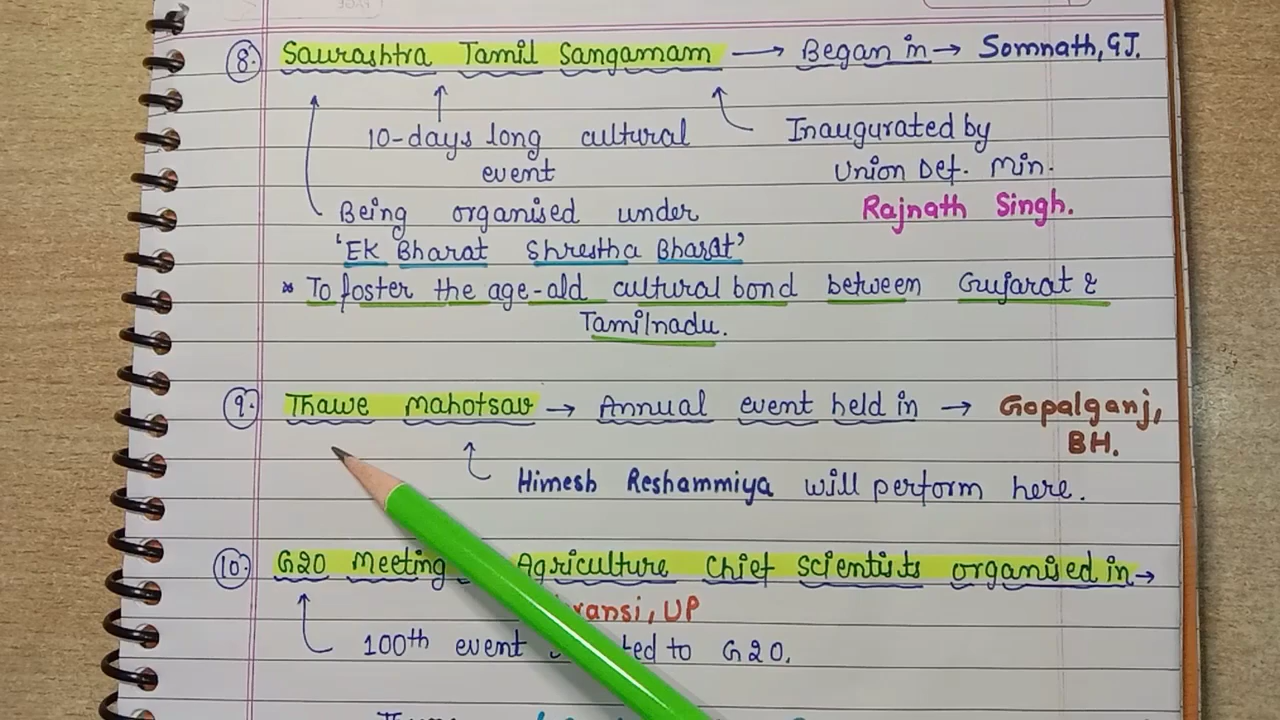 8. Saurashtra Tamil Sangamam → Began in → Somnath, GJ.
10-days long cultural event
Inaugurated by Union Def. Min. Rajnath Singh.
Being organised under
'EK Bharat Shrestha Bharat'
* To foster the age-old cultural bond between Gujarat &
Tamilnadu.
9. Thawe Mahotsav → Annual event held in → Gopalganj,
BH.
Himesh Reshammiya will perform here.
10. G20 Meeting Agriculture Chief Scientists organised in →
ransi, UP
100th event ted to G20.